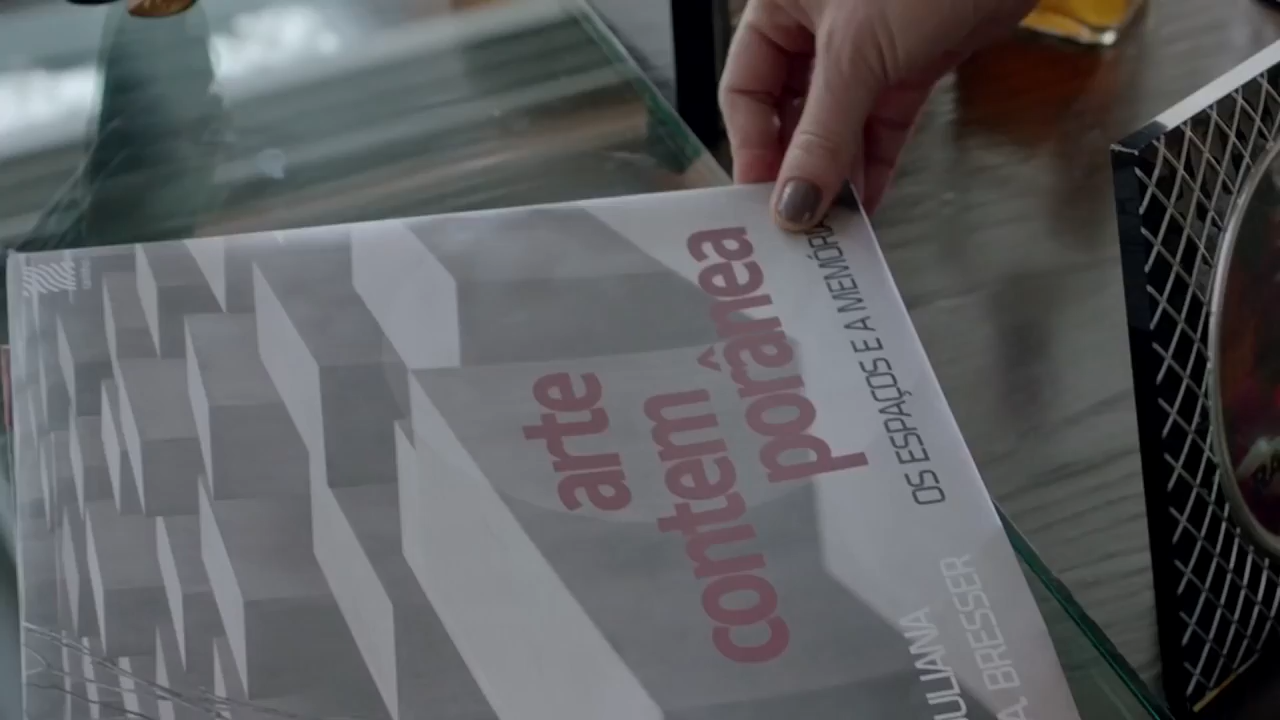 arte
contem
porânea
OS ESPAÇOS E A MEMÓRIA
JULIANA
BRESSER